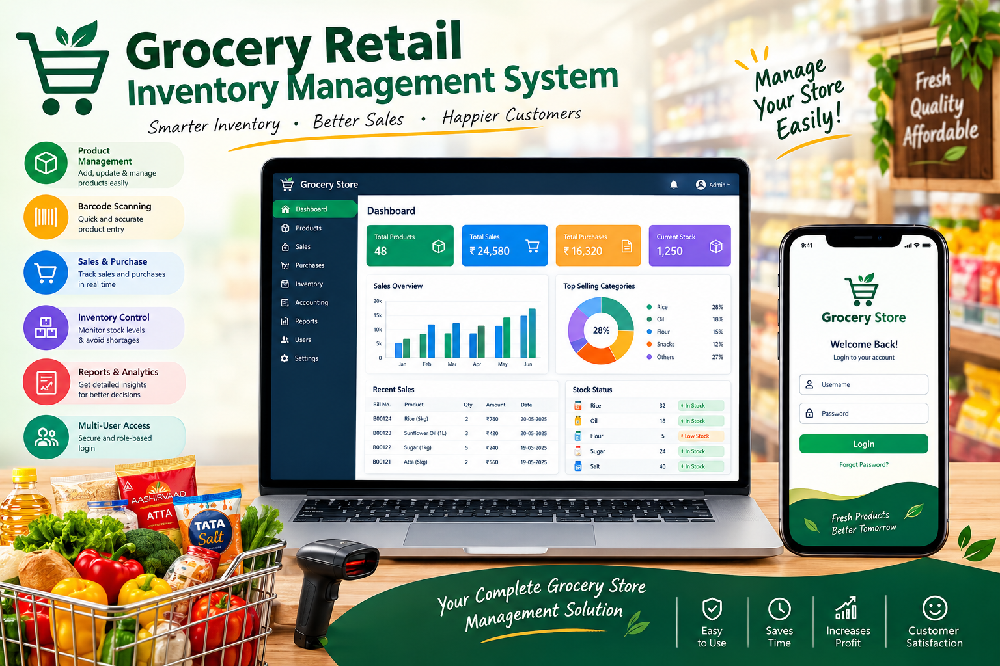 Grocery Retail
Inventory Management System
Smarter Inventory • Better Sales • Happier Customers
Manage
Your Store
Easily!
Fresh
Quality
Affordable
Product
Management
Add, update & manage
products easily
Barcode Scanning
Quick and accurate
product entry
Sales & Purchase
Track sales and purchases
in real time
Inventory Control
Monitor stock levels
& avoid shortages
Reports & Analytics
Get detailed insights
for better decisions
Multi-User Access
Secure and role-based
login
Grocery Store
Admin
Dashboard
Products
Sales
Purchases
Inventory
Accounting
Reports
Users
Settings
Dashboard
Total Products
48
Total Sales
₹ 24,580
Total Purchases
₹ 16,320
Current Stock
1,250
Sales Overview
20k
15k
10k
5k
0
Jan Feb Mar Apr May Jun
Top Selling Categories
28%
Rice 28%
Oil 18%
Flour 15%
Snacks 12%
Others 27%
Recent Sales
Bill No. Product Qty Amount Date
B00124 Rice (5kg) 2 ₹760 20-05-2025
B00123 Sunflower Oil (1L) 3 ₹420 20-05-2025
B00122 Sugar (1kg) 5 ₹240 19-05-2025
B00121 Atta (5kg) 2 ₹560 19-05-2025
Stock Status
Rice 32 In Stock
Oil 18 In Stock
Flour 5 Low Stock
Sugar 24 In Stock
Salt 40 In Stock
9:41
Grocery Store
Welcome Back!
Login to your account
Username
Password
Login
Forgot Password?
Fresh Products
Better Tomorrow
AASHIRVAAD
ATTA
TATA
Salt
Your Complete Grocery Store
Management Solution
Easy
to Use
Saves
Time
Increases
Profit
Customer
Satisfaction